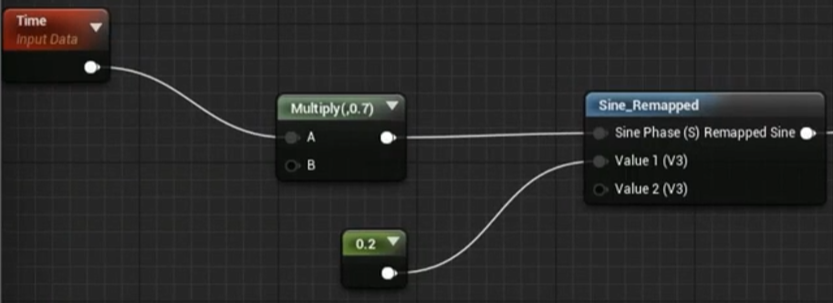 Time
Input Data
Multiply(,0.7)
A
B
0.2
Sine_Remapped
Sine Phase (S) Remapped Sine
Value 1 (V3)
Value 2 (V3)